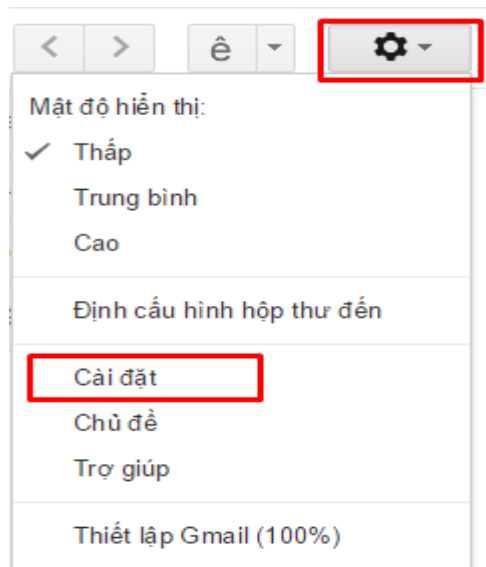 < > ê
Mật độ hiển thị:
Thấp
Trung bình
Cao
Định cấu hình hộp thư đến
Cài đặt
Chủ đề
Trợ giúp
Thiết lập Gmail (100%)